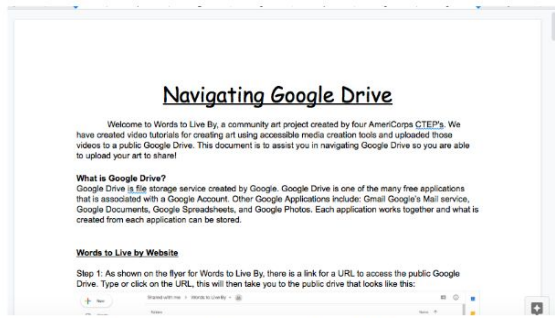 Navigating Google Drive
Welcome to Words to Live By, a community art project created by four AmeriCorps CTEP's. We
have created video tutorials for creating art using accessible media creation tools and uploaded those
videos to a public Google Drive. This document is to assist you in navigating Google Drive so you are able
to upload your art to share!
What is Google Drive?
Google Drive is file storage service created by Google. Google Drive is one of the many free applications
that is associated with a Google Account. Other Google Applications include: Gmail Google's Mail service,
Google Documents, Google Spreadsheets, and Google Photos. Each application works together and what is
created from each application can be stored.
Words to Live by Website
Step 1: As shown on the flyer for Words to Live By, there is a link for a URL to access the public Google
Drive. Type or click on the URL, this will then take you to the public drive that looks like this:
New
Shared with me > Words to Live By
Name